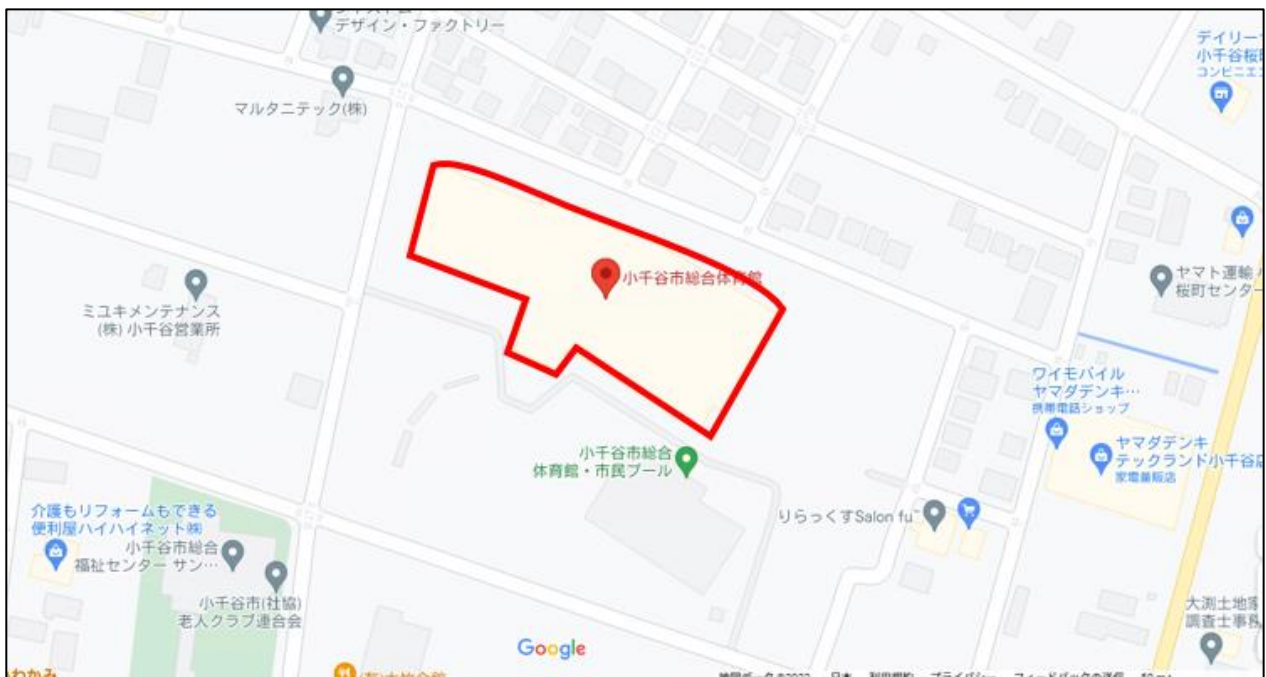 デザイン・ファクトリー
マルタニテック(株)
小千谷桜
コンビニエ
小千谷市総合体育館
ヤマト運輸
桜町センター
ミユキメンテナンス
(株) 小千谷営業所
ワイモバイル
ヤマダデンキ…
携帯電話ショップ
ヤマダデンキ
テックランド小千谷店
家電量販店
小千谷市総合
体育館・市民プール
りらっくすSalon fu~
介護もリフォームもできる
便利屋ハイハイネット㈱
小千谷市総合
福祉センター サン…
小千谷市(社協)
老人クラブ連合会
大渕土地家
調査士事務
Google